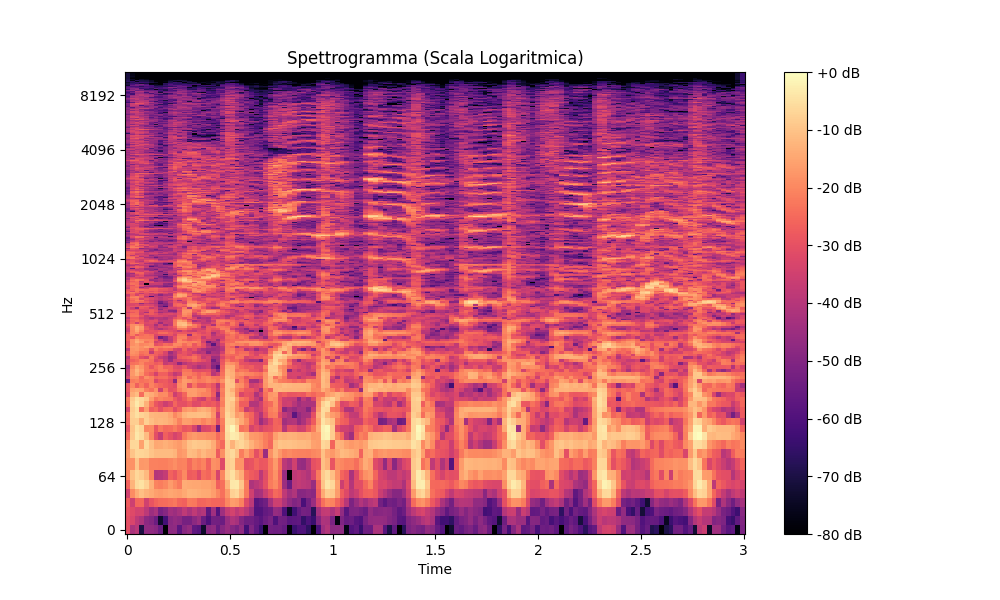 Spettrogramma (Scala Logaritmica)
8192
4096
2048
1024
512
256
128
64
0
Hz
0
0.5
1
1.5
2
2.5
3
Time
+0 dB
-10 dB
-20 dB
-30 dB
-40 dB
-50 dB
-60 dB
-70 dB
-80 dB